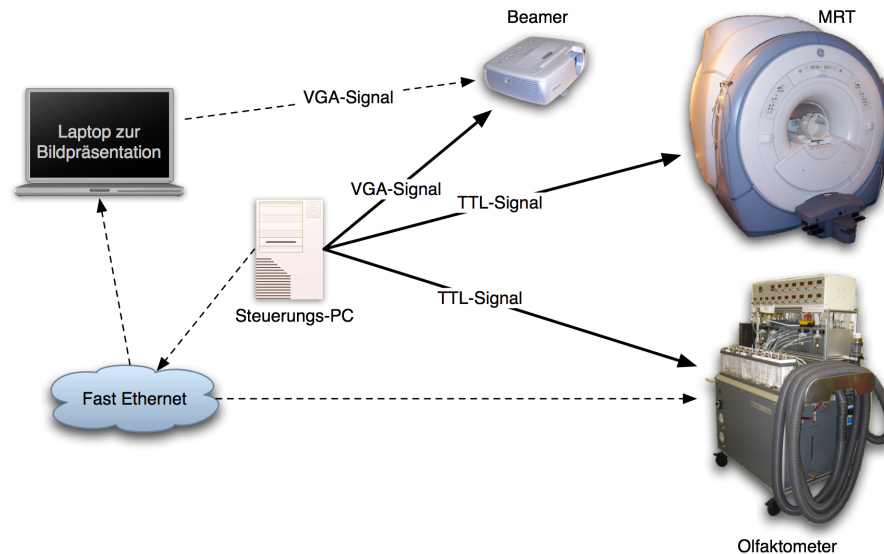 Beamer
MRT
VGA-Signal
Laptop zur
Bildpräsentation
VGA-Signal
TTL-Signal
TTL-Signal
Steuerungs-PC
Fast Ethernet
Olfaktometer